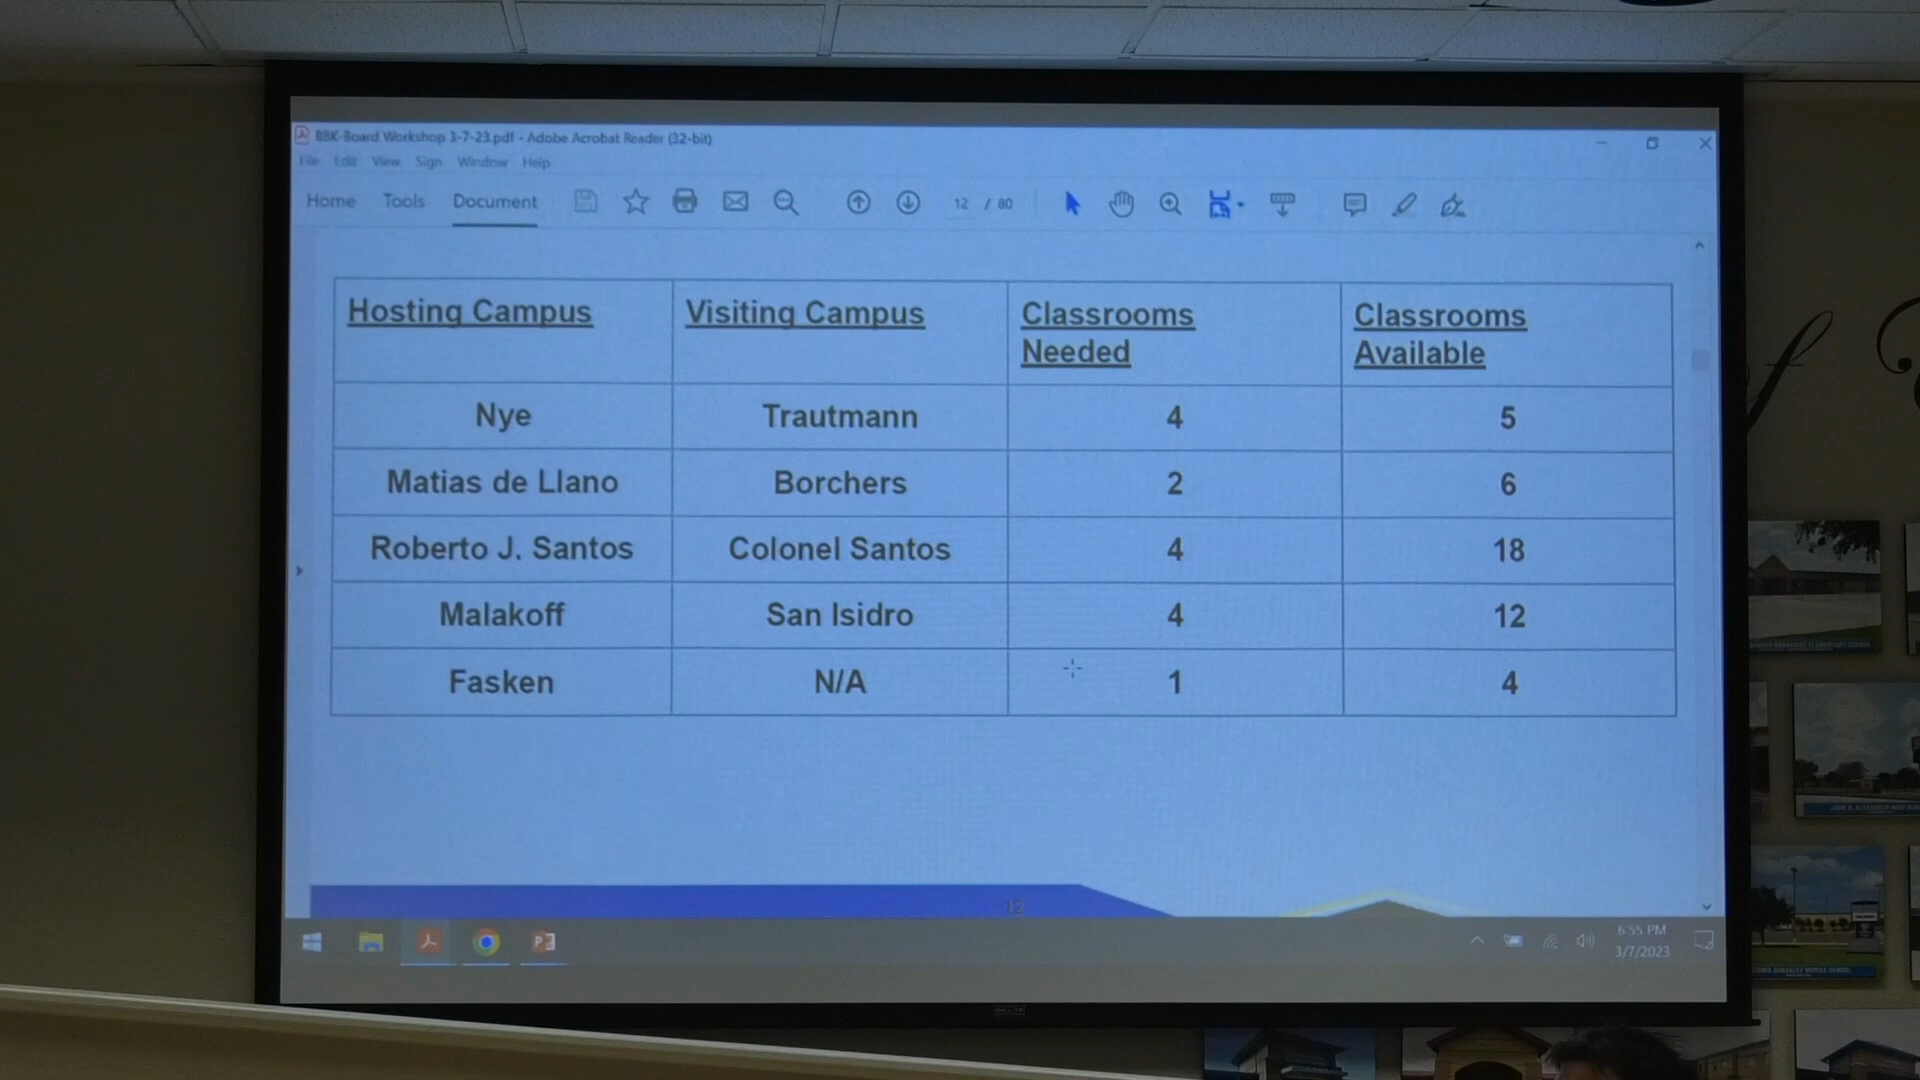 BBK-Board Workshop 3-7-23.pdf - Adobe Acrobat Reader (32-bit)
File Edit View Sign Window Help
Home Tools Document 12 / 80
Hosting Campus Visiting Campus Classrooms Needed Classrooms Available
Nye Trautmann 4 5
Matias de Llano Borchers 2 6
Roberto J. Santos Colonel Santos 4 18
Malakoff San Isidro 4 12
Fasken N/A 1 4
12
6:55 PM
3/7/2023
f